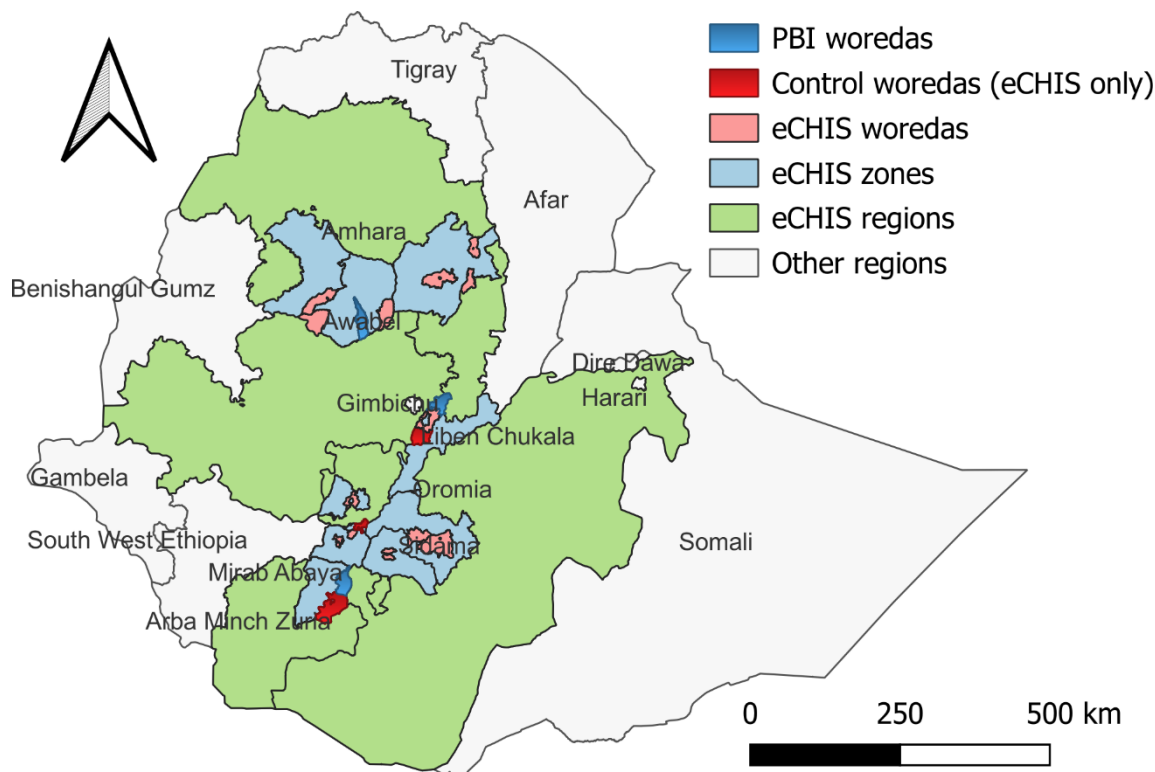 PBI woredas
Control woredas (eCHIS only)
eCHIS woredas
eCHIS zones
eCHIS regions
Other regions
Tigray
Afar
Amhara
Benishangul Gumz
Awabel
Dire Dawa
Harari
Gimbichu
Liben Chukala
Gambela
Oromia
South West Ethiopia
Sidama
Somali
Mirab Abaya
Arba Minch Zuria
0 250 500 km